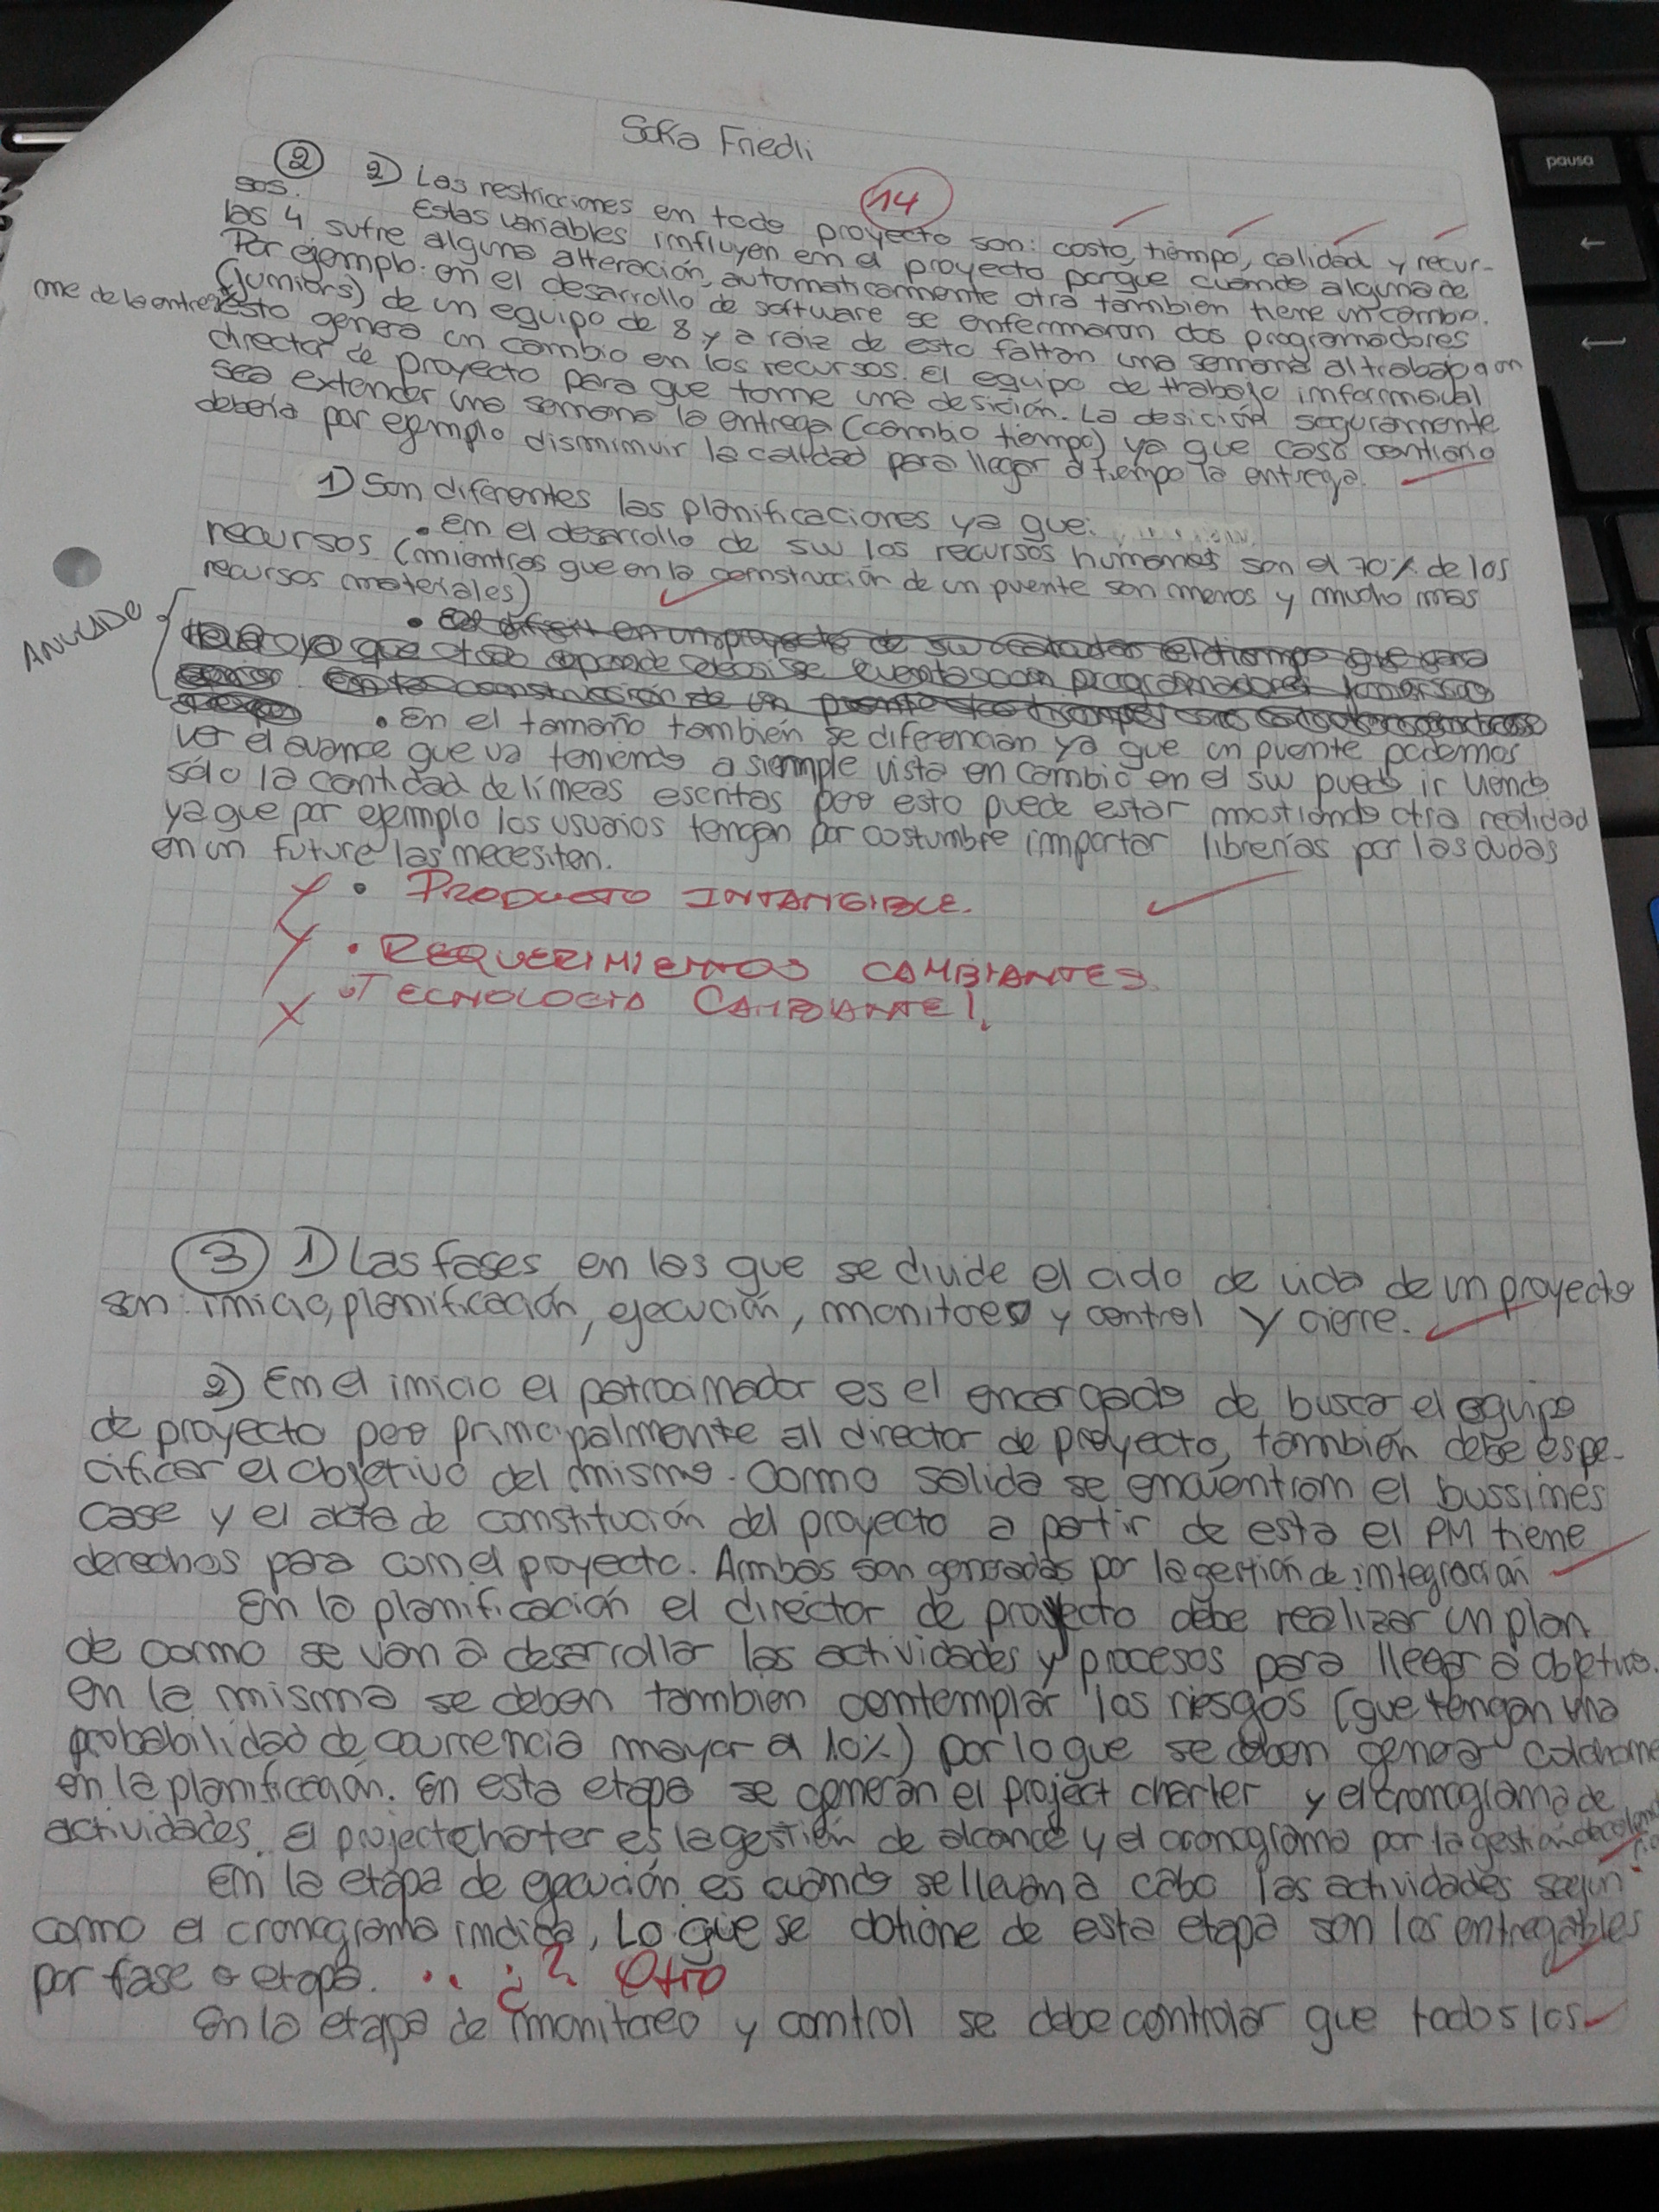 pausa
Sofia Friedli
14
② 2) Las restricciones en todo proyecto son: costo, tiempo, calidad y recur-
sos. Estas variables influyen en el proyecto porque cuando alguna de
las 4 sufre alguna alteración, automaticamente otra tambien tiene un cambio.
Por ejemplo: en el desarrollo de software se enfermaron dos programadores
(Juniors) de un equipo de 8 y a raiz de esto faltan una semana al trabajo
esto genera un cambio en los recursos. El equipo de trabajo informa al
director de proyecto para que tome una desición. La desición seguramente
sea extender una semana la entrega (cambio tiempo) ya que caso contrario
debería por ejemplo disminuir la calidad para llegar a tiempo la entrega.
1) Son diferentes las planificaciones ya que:
• en el desarrollo de sw los recursos humanos son el 70% de los
recursos (mientras que en la construcción de un puente son menos y mucho mas
recursos materiales)
ANULADO
• En el tamaño también se diferencian ya que un puente podemos
ver el avance que va teniendo a simple vista en cambio en el sw puedo ir viendo
sólo la cantidad de líneas escritas pero esto puede estar mostrando otra realidad
ya que por ejemplo los usuarios tengan por costumbre importar librerías por las dudas
en un future las necesiten.
• PRODUCTO INTANGIBLE.
• REQUERIMIENTOS CAMBIANTES.
• TECNOLOGIA CAMBIANTE!.
③ 1) Las fases en las que se divide el ciclo de vida de un proyecto
son: inicio, planificación, ejecución, monitoreo y control y cierre.
2) En el inicio el patrocinador es el encargado de buscar el equipo
de proyecto pero principalmente al director de proyecto, tambien debe espe-
cificar el objetivo del mismo. Como salida se encuentran el bussines
case y el acta de constitución del proyecto a partir de esta el PM tiene
derechos para con el proyecto. Ambas son generadas por la gestión de integración
En la planificación el director de proyecto debe realizar un plan
de como se van a desarrollar las actividades y procesos para llegar a objetivo.
en la misma se deben tambien contemplar los riesgos (que tengan una
probabilidad de ocurrencia mayor a 10%) por lo que se deben generar
en la planificación. En esta etapa se generan el project charter y el cronograma de
actividades. El project charter es la gestión de alcance y el cronograma por la gestion de
En la etapa de ejecución es cuando se llevan a cabo las actividades según
como el cronograma indica, Lo que se obtiene de esta etapa son los entregables
por fase o etapa. .. ¿? Otro
En la etapa de monitoreo y control se debe controlar que todos los